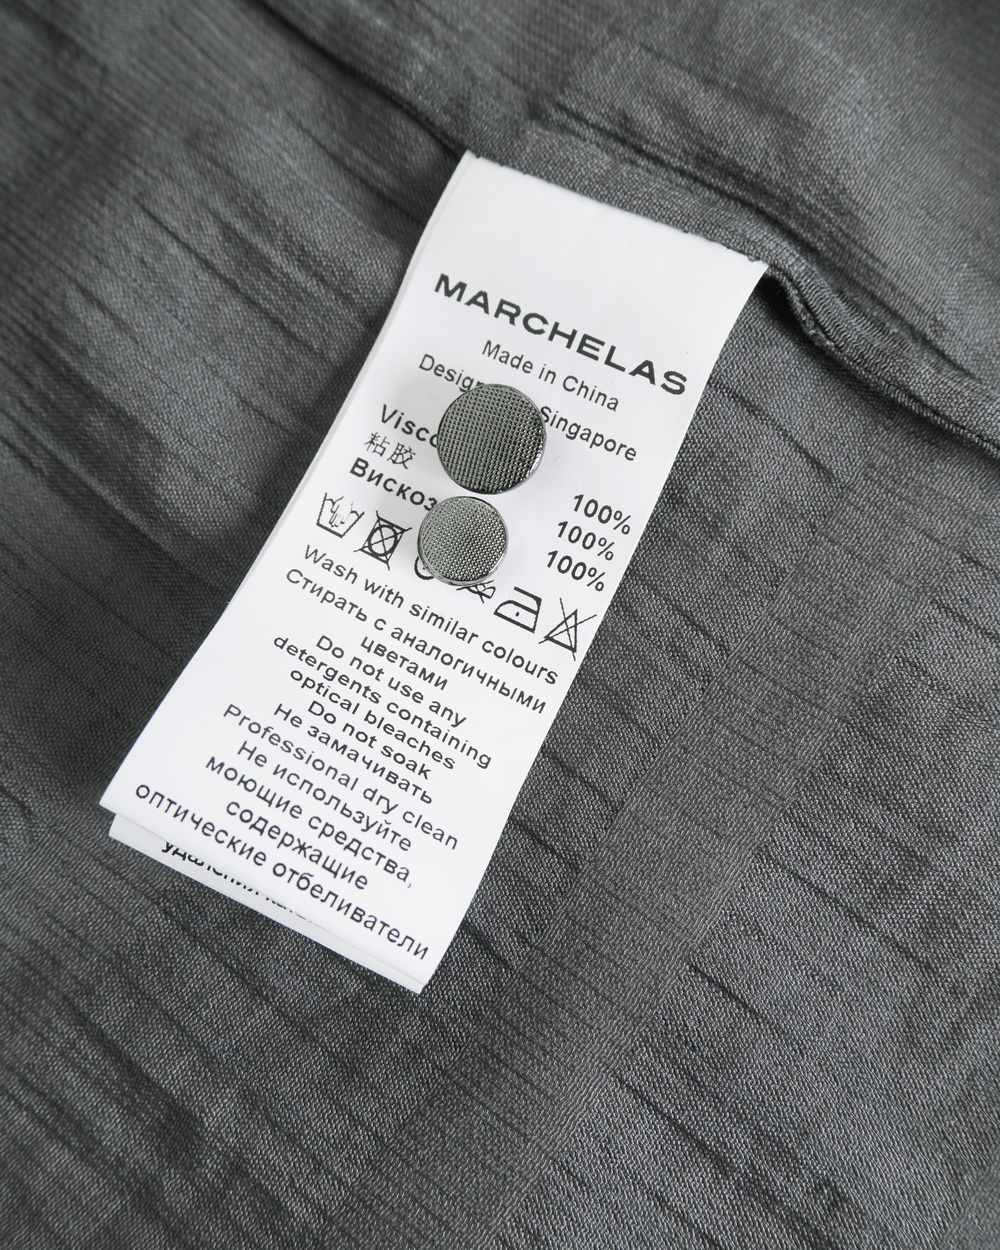 MARCHELAS
Made in China
Singapore
100%
粘胶 100%
100%
Wash with similar colours
Стирать с аналогичными
цветами
Do not use any
detergents containing
optical bleaches
Do not soak
Не замачивать
Professional dry clean
Не используйте
моющие средства,
содержащие
оптические отбеливатели